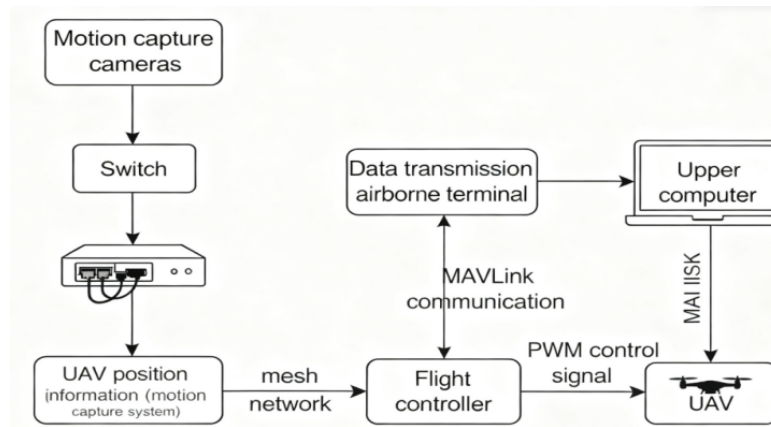 Motion capture
cameras
Switch
Data transmission
airborne terminal
Upper
computer
MAVLink
communication
MAI IISK
UAV position
information (motion
capture system)
mesh
network
Flight
controller
PWM control
signal
UAV